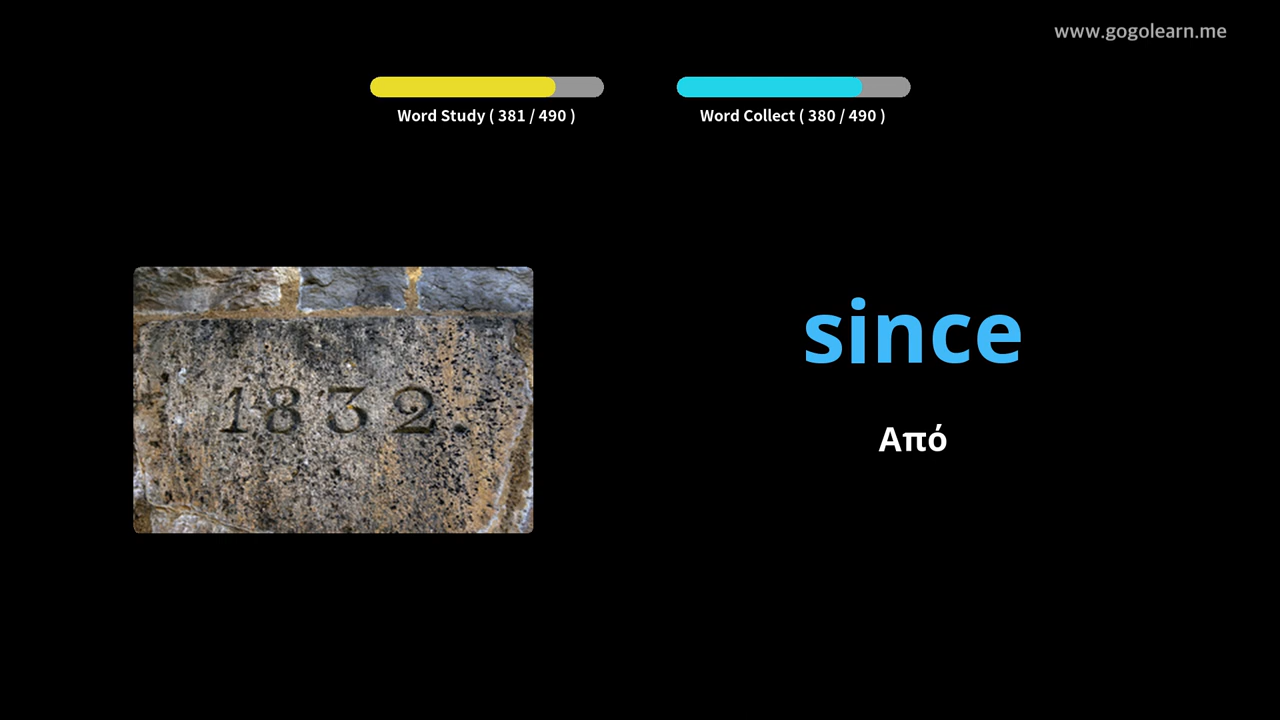 www.gogolearn.me
Word Study ( 381 / 490 )
Word Collect ( 380 / 490 )
1832.
since
Από